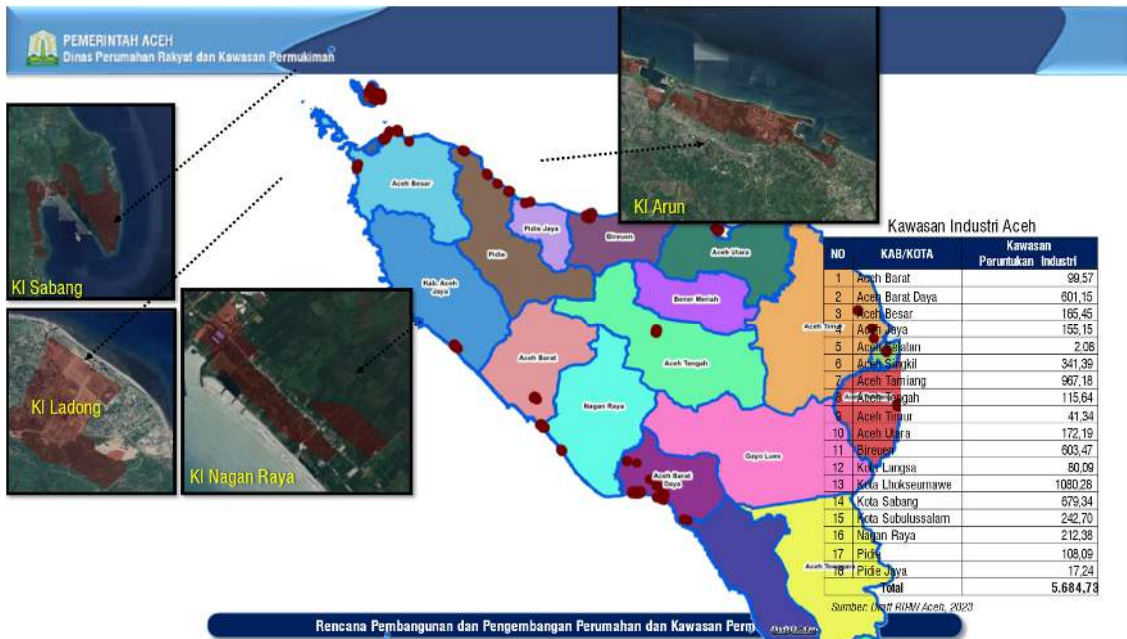 PEMERINTAH ACEH
Dinas Perumahan Rakyat dan Kawasan Permukiman
KI Arun
KI Sabang
KI Ladong
KI Nagan Raya
Aceh Besar
Pidie Jaya
Bireuen
Aceh Utara
Pidie
Kab. Aceh Jaya
Bener Meriah
Aceh Timur
Aceh Barat
Aceh Tengah
Nagan Raya
Gayo Lues
Aceh Barat Daya
Kawasan Industri Aceh
NO KAB/KOTA Kawasan Peruntukan Industri
1 Aceh Barat 99,57
2 Aceh Barat Daya 601,15
3 Aceh Besar 165,45
4 Aceh Jaya 155,15
5 Aceh Selatan 2.08
6 Aceh Singkil 341,39
7 Aceh Tamiang 967,18
8 Aceh Tengah 115,64
9 Aceh Timur 41,34
10 Aceh Utara 172,19
11 Bireuen 603,47
12 Kota Langsa 80,09
13 Kota Lhokseumawe 1080,28
14 Kota Sabang 679,34
15 Kota Subulussalam 242,70
16 Nagan Raya 212,38
17 Pidie 108,09
18 Pidie Jaya 17,24
Total 5.684,73
Sumber: Draft RTRW Aceh, 2023
Rencana Pembangunan dan Pengembangan Perumahan dan Kawasan Perm